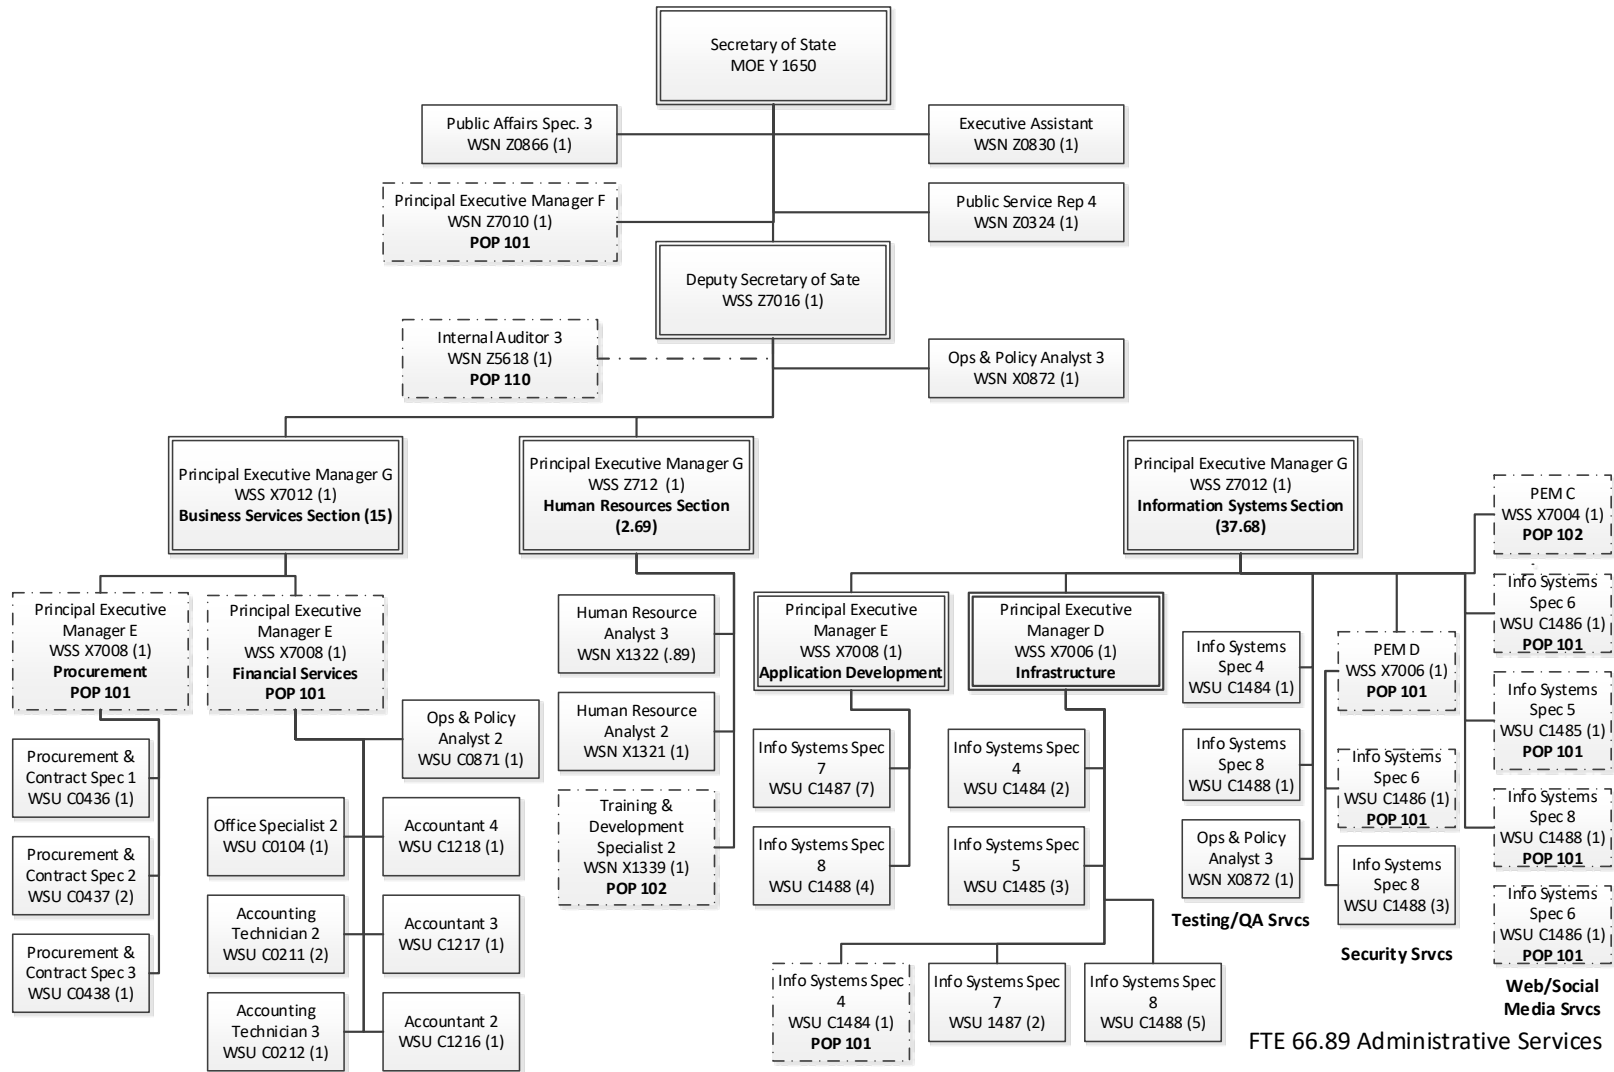 Secretary of State
MOE Y 1650
Public Affairs Spec. 3
WSN Z0866 (1)
Executive Assistant
WSN Z0830 (1)
Principal Executive Manager F
WSN Z7010 (1)
POP 101
Public Service Rep 4
WSN Z0324 (1)
Deputy Secretary of Sate
WSS Z7016 (1)
Internal Auditor 3
WSN Z5618 (1)
POP 110
Ops & Policy Analyst 3
WSN X0872 (1)
Principal Executive Manager G
WSS X7012 (1)
Business Services Section (15)
Principal Executive Manager G
WSS Z712 (1)
Human Resources Section
(2.69)
Principal Executive Manager G
WSS Z7012 (1)
Information Systems Section
(37.68)
PEM C
WSS X7004 (1)
POP 102
Principal Executive
Manager E
WSS X7008 (1)
Procurement
POP 101
Principal Executive
Manager E
WSS X7008 (1)
Financial Services
POP 101
Human Resource
Analyst 3
WSN X1322 (.89)
Principal Executive
Manager E
WSS X7008 (1)
Application Development
Principal Executive
Manager D
WSS X7006 (1)
Infrastructure
Info Systems
Spec 4
WSU C1484 (1)
PEM D
WSS X7006 (1)
POP 101
Info Systems
Spec 6
WSU C1486 (1)
POP 101
Info Systems
Spec 5
WSU C1485 (1)
POP 101
Ops & Policy
Analyst 2
WSU C0871 (1)
Human Resource
Analyst 2
WSN X1321 (1)
Procurement &
Contract Spec 1
WSU C0436 (1)
Info Systems Spec
7
WSU C1487 (7)
Info Systems Spec
4
WSU C1484 (2)
Info Systems
Spec 8
WSU C1488 (1)
Info Systems
Spec 6
WSU C1486 (1)
POP 101
Info Systems
Spec 8
WSU C1488 (1)
POP 101
Office Specialist 2
WSU C0104 (1)
Accountant 4
WSU C1218 (1)
Training &
Development
Specialist 2
WSN X1339 (1)
POP 102
Info Systems Spec
8
WSU C1488 (4)
Info Systems Spec
5
WSU C1485 (3)
Ops & Policy
Analyst 3
WSN X0872 (1)
Testing/QA Srvcs
Info Systems
Spec 8
WSU C1488 (3)
Security Srvcs
Info Systems
Spec 6
WSU C1486 (1)
POP 101
Web/Social
Media Srvcs
Procurement &
Contract Spec 2
WSU C0437 (2)
Accounting
Technician 2
WSU C0211 (2)
Accountant 3
WSU C1217 (1)
Procurement &
Contract Spec 3
WSU C0438 (1)
Accounting
Technician 3
WSU C0212 (1)
Accountant 2
WSU C1216 (1)
Info Systems Spec
4
WSU C1484 (1)
POP 101
Info Systems Spec
7
WSU 1487 (2)
Info Systems Spec
8
WSU C1488 (5)
FTE 66.89 Administrative Services